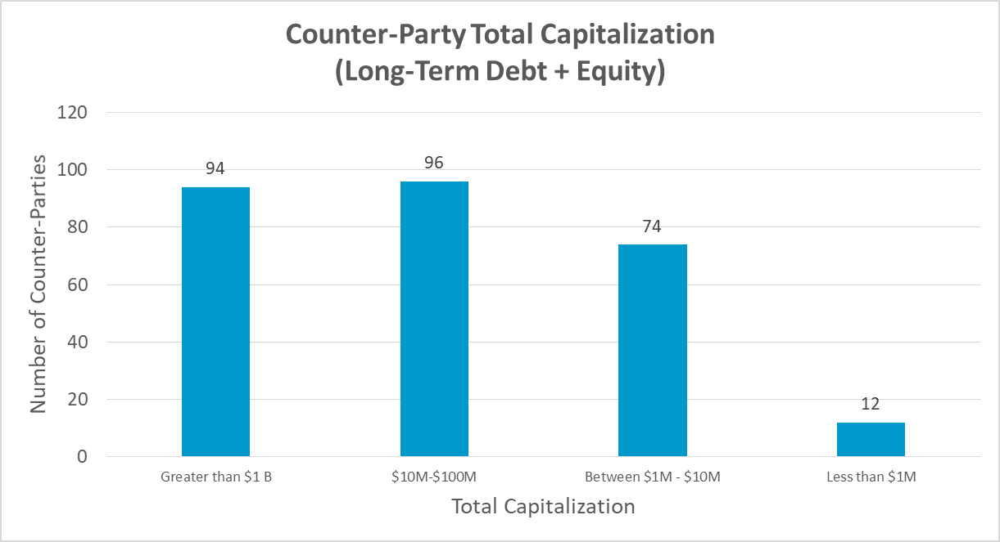 Counter-Party Total Capitalization
(Long-Term Debt + Equity)
120
100
80
60
40
20
0
Number of Counter-Parties
94
96
74
12
Greater than $1 B
$10M-$100M
Between $1M - $10M
Less than $1M
Total Capitalization